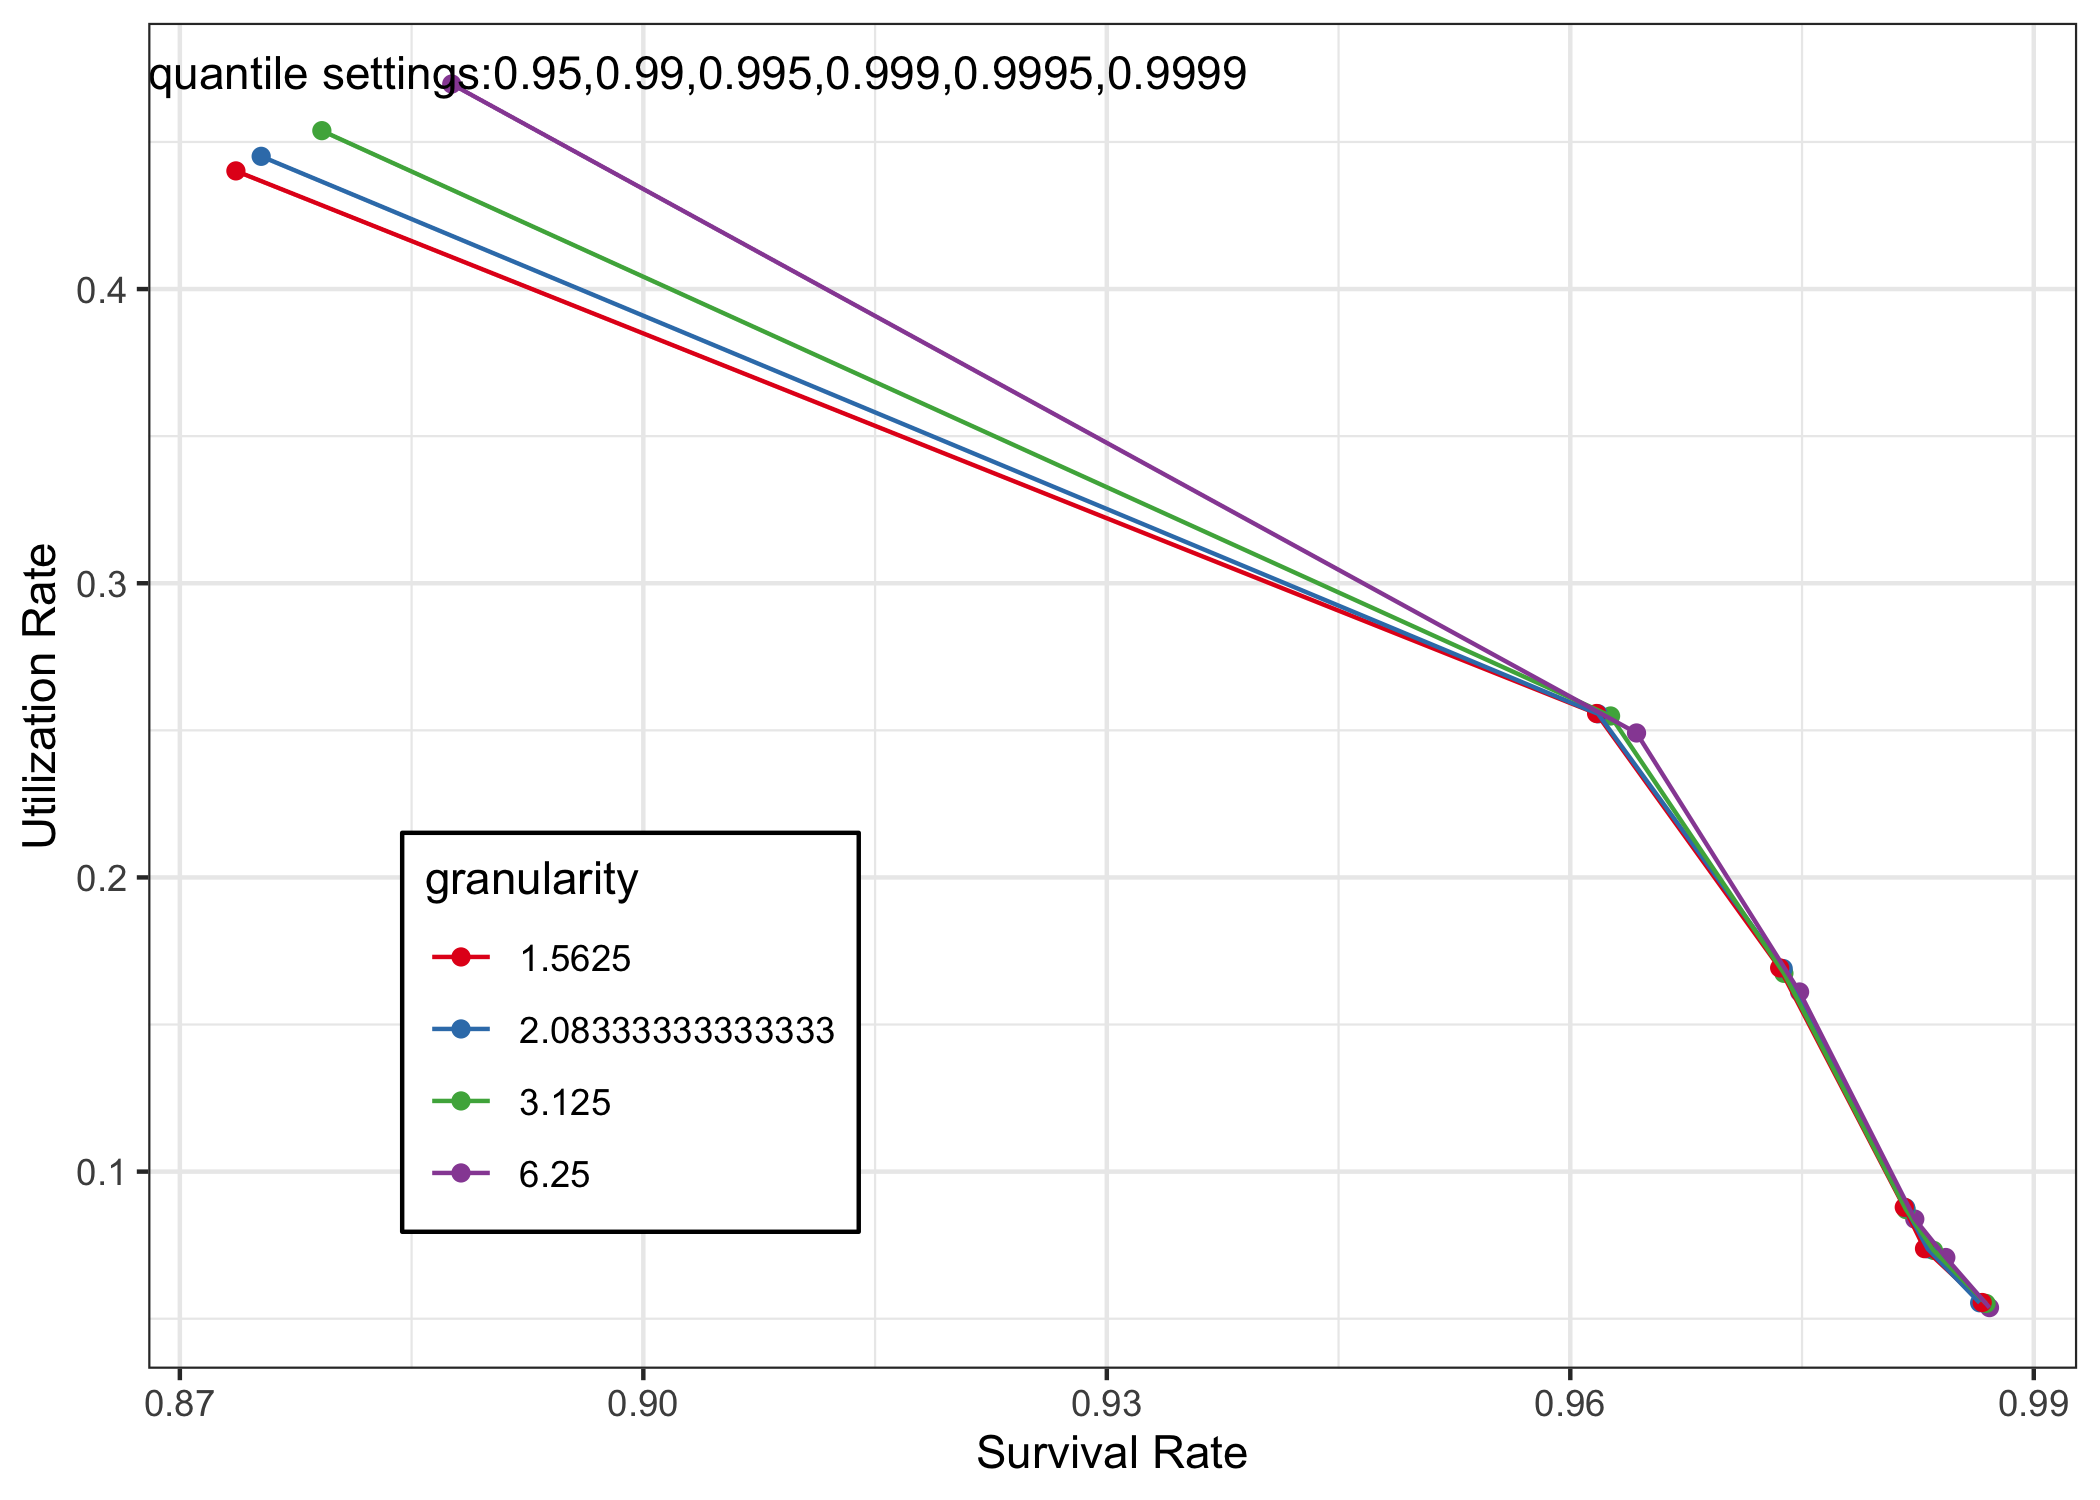 quantile settings:0.95,0.99,0.995,0.999,0.9995,0.9999
0.4
0.3
0.2
0.1
Utilization Rate
granularity
1.5625
2.08333333333333
3.125
6.25
0.87 0.90 0.93 0.96 0.99
Survival Rate